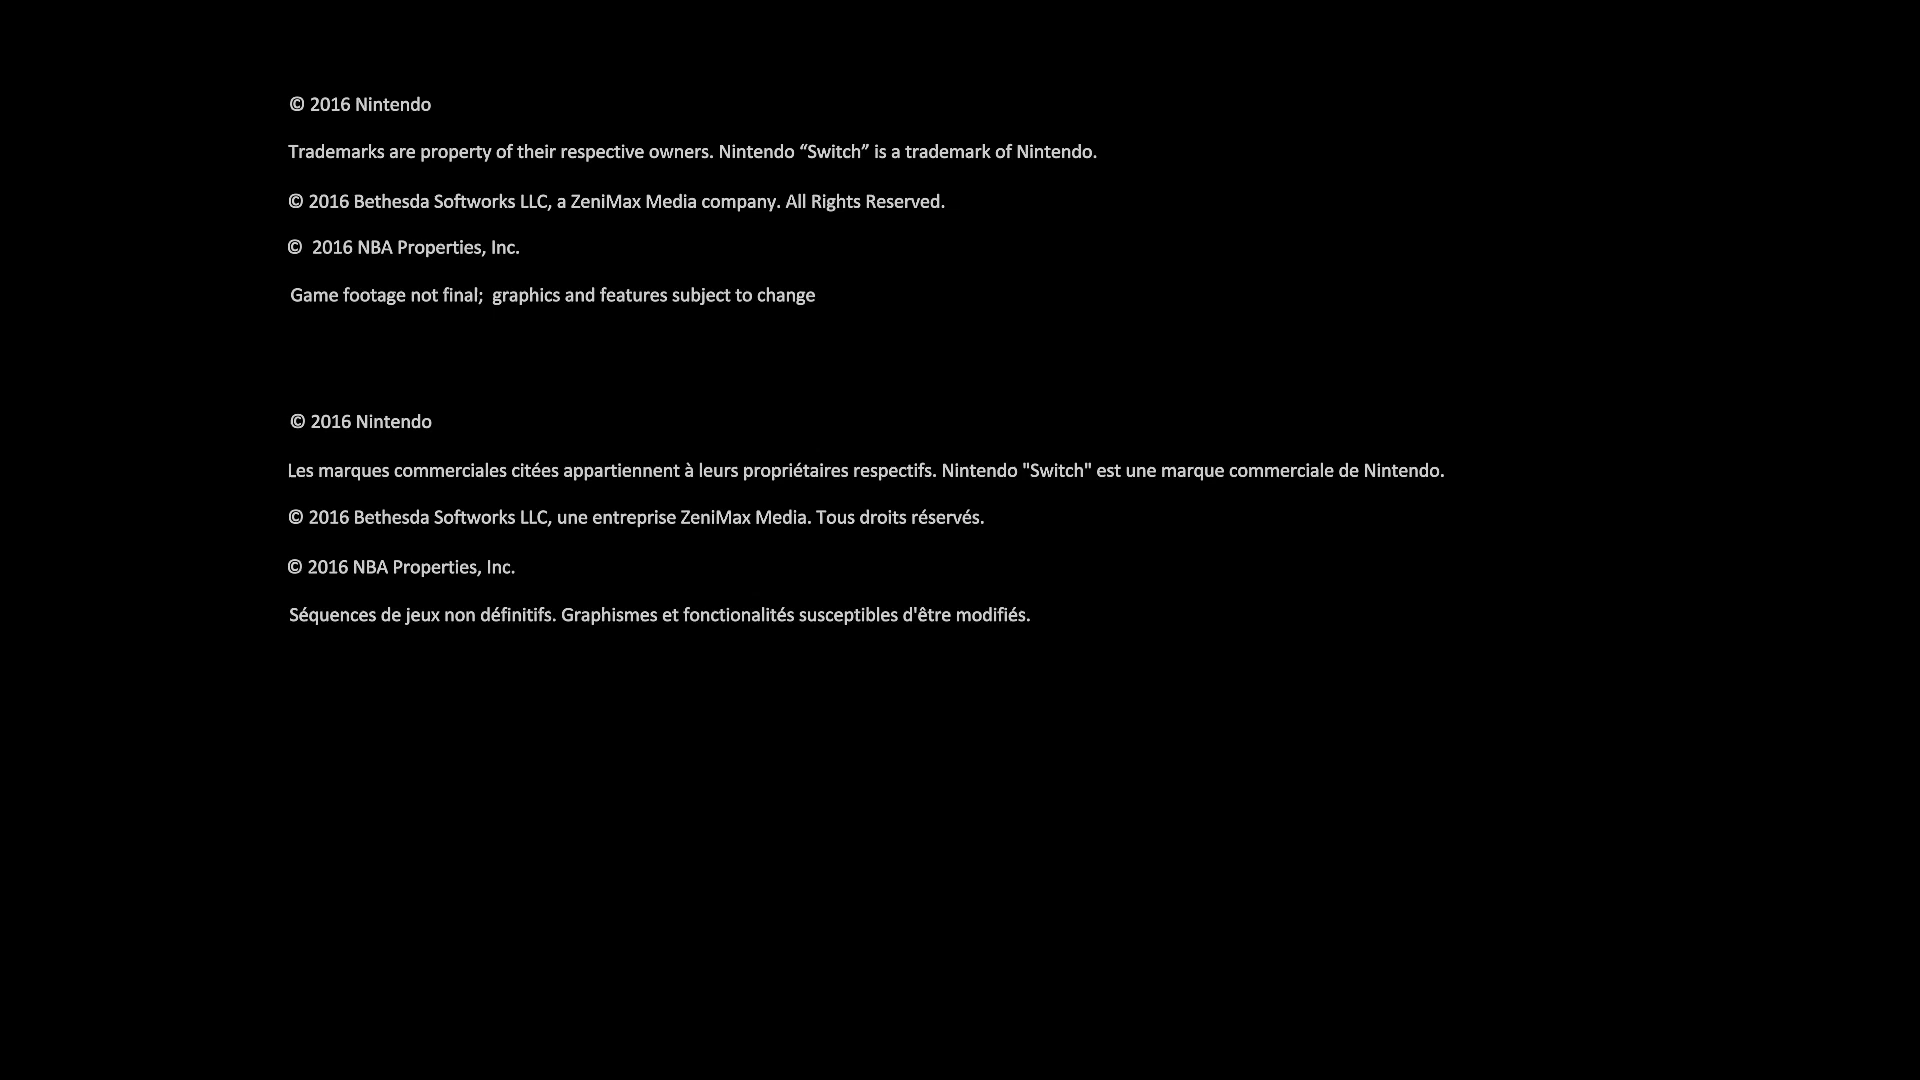 © 2016 Nintendo
Trademarks are property of their respective owners. Nintendo “Switch” is a trademark of Nintendo.
© 2016 Bethesda Softworks LLC, a ZeniMax Media company. All Rights Reserved.
©  2016 NBA Properties, Inc.
Game footage not final;  graphics and features subject to change
© 2016 Nintendo
Les marques commerciales citées appartiennent à leurs propriétaires respectifs. Nintendo "Switch" est une marque commerciale de Nintendo.
© 2016 Bethesda Softworks LLC, une entreprise ZeniMax Media. Tous droits réservés.
© 2016 NBA Properties, Inc.
Séquences de jeux non définitifs. Graphismes et fonctionalités susceptibles d'être modifiés.